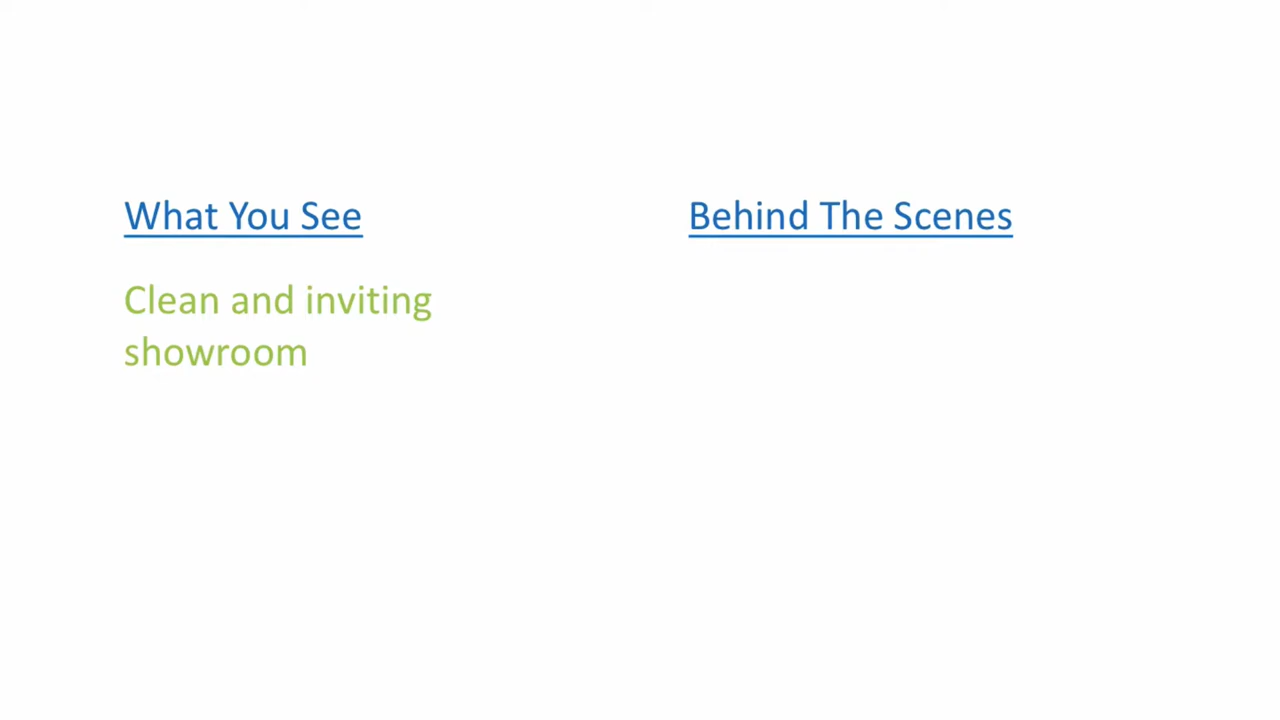 What You See
Behind The Scenes
Clean and inviting
showroom